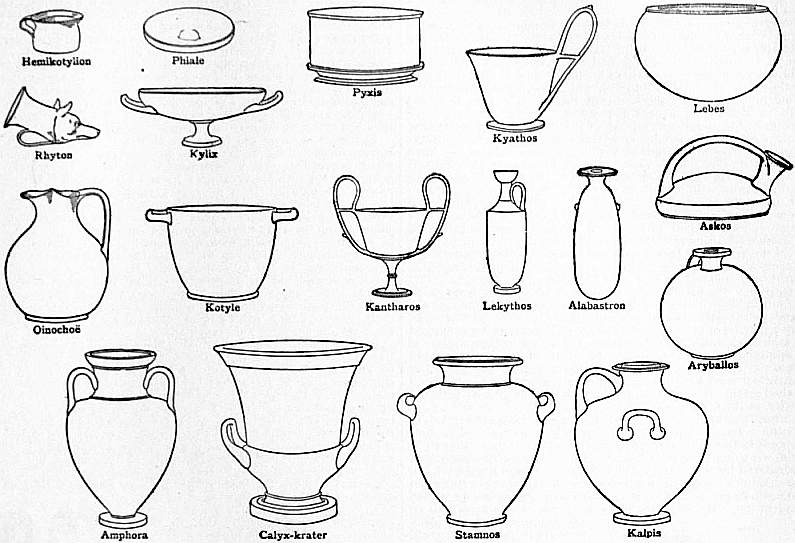 Hemikotylion
Phiale
Pyxis
Kyathos
Lebes
Rhyton
Kylix
Askos
Oinochoë
Kotyle
Kantharos
Lekythos
Alabastron
Aryballos
Amphora
Calyx-krater
Stamnos
Kalpis